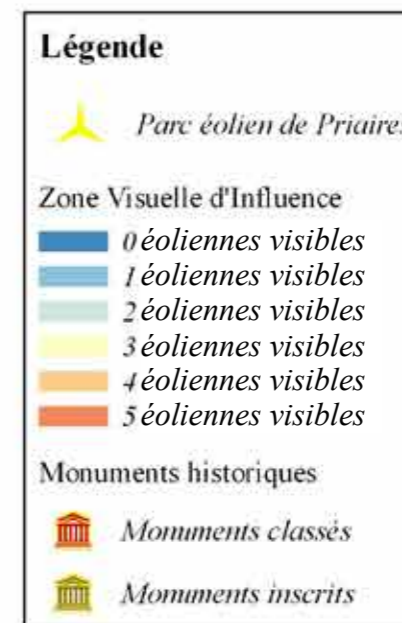 Légende
Parc éolien de Priaires
Zone Visuelle d'Influence
0 éoliennes visibles
1 éoliennes visibles
2 éoliennes visibles
3 éoliennes visibles
4 éoliennes visibles
5 éoliennes visibles
Monuments historiques
Monuments classés
Monuments inscrits